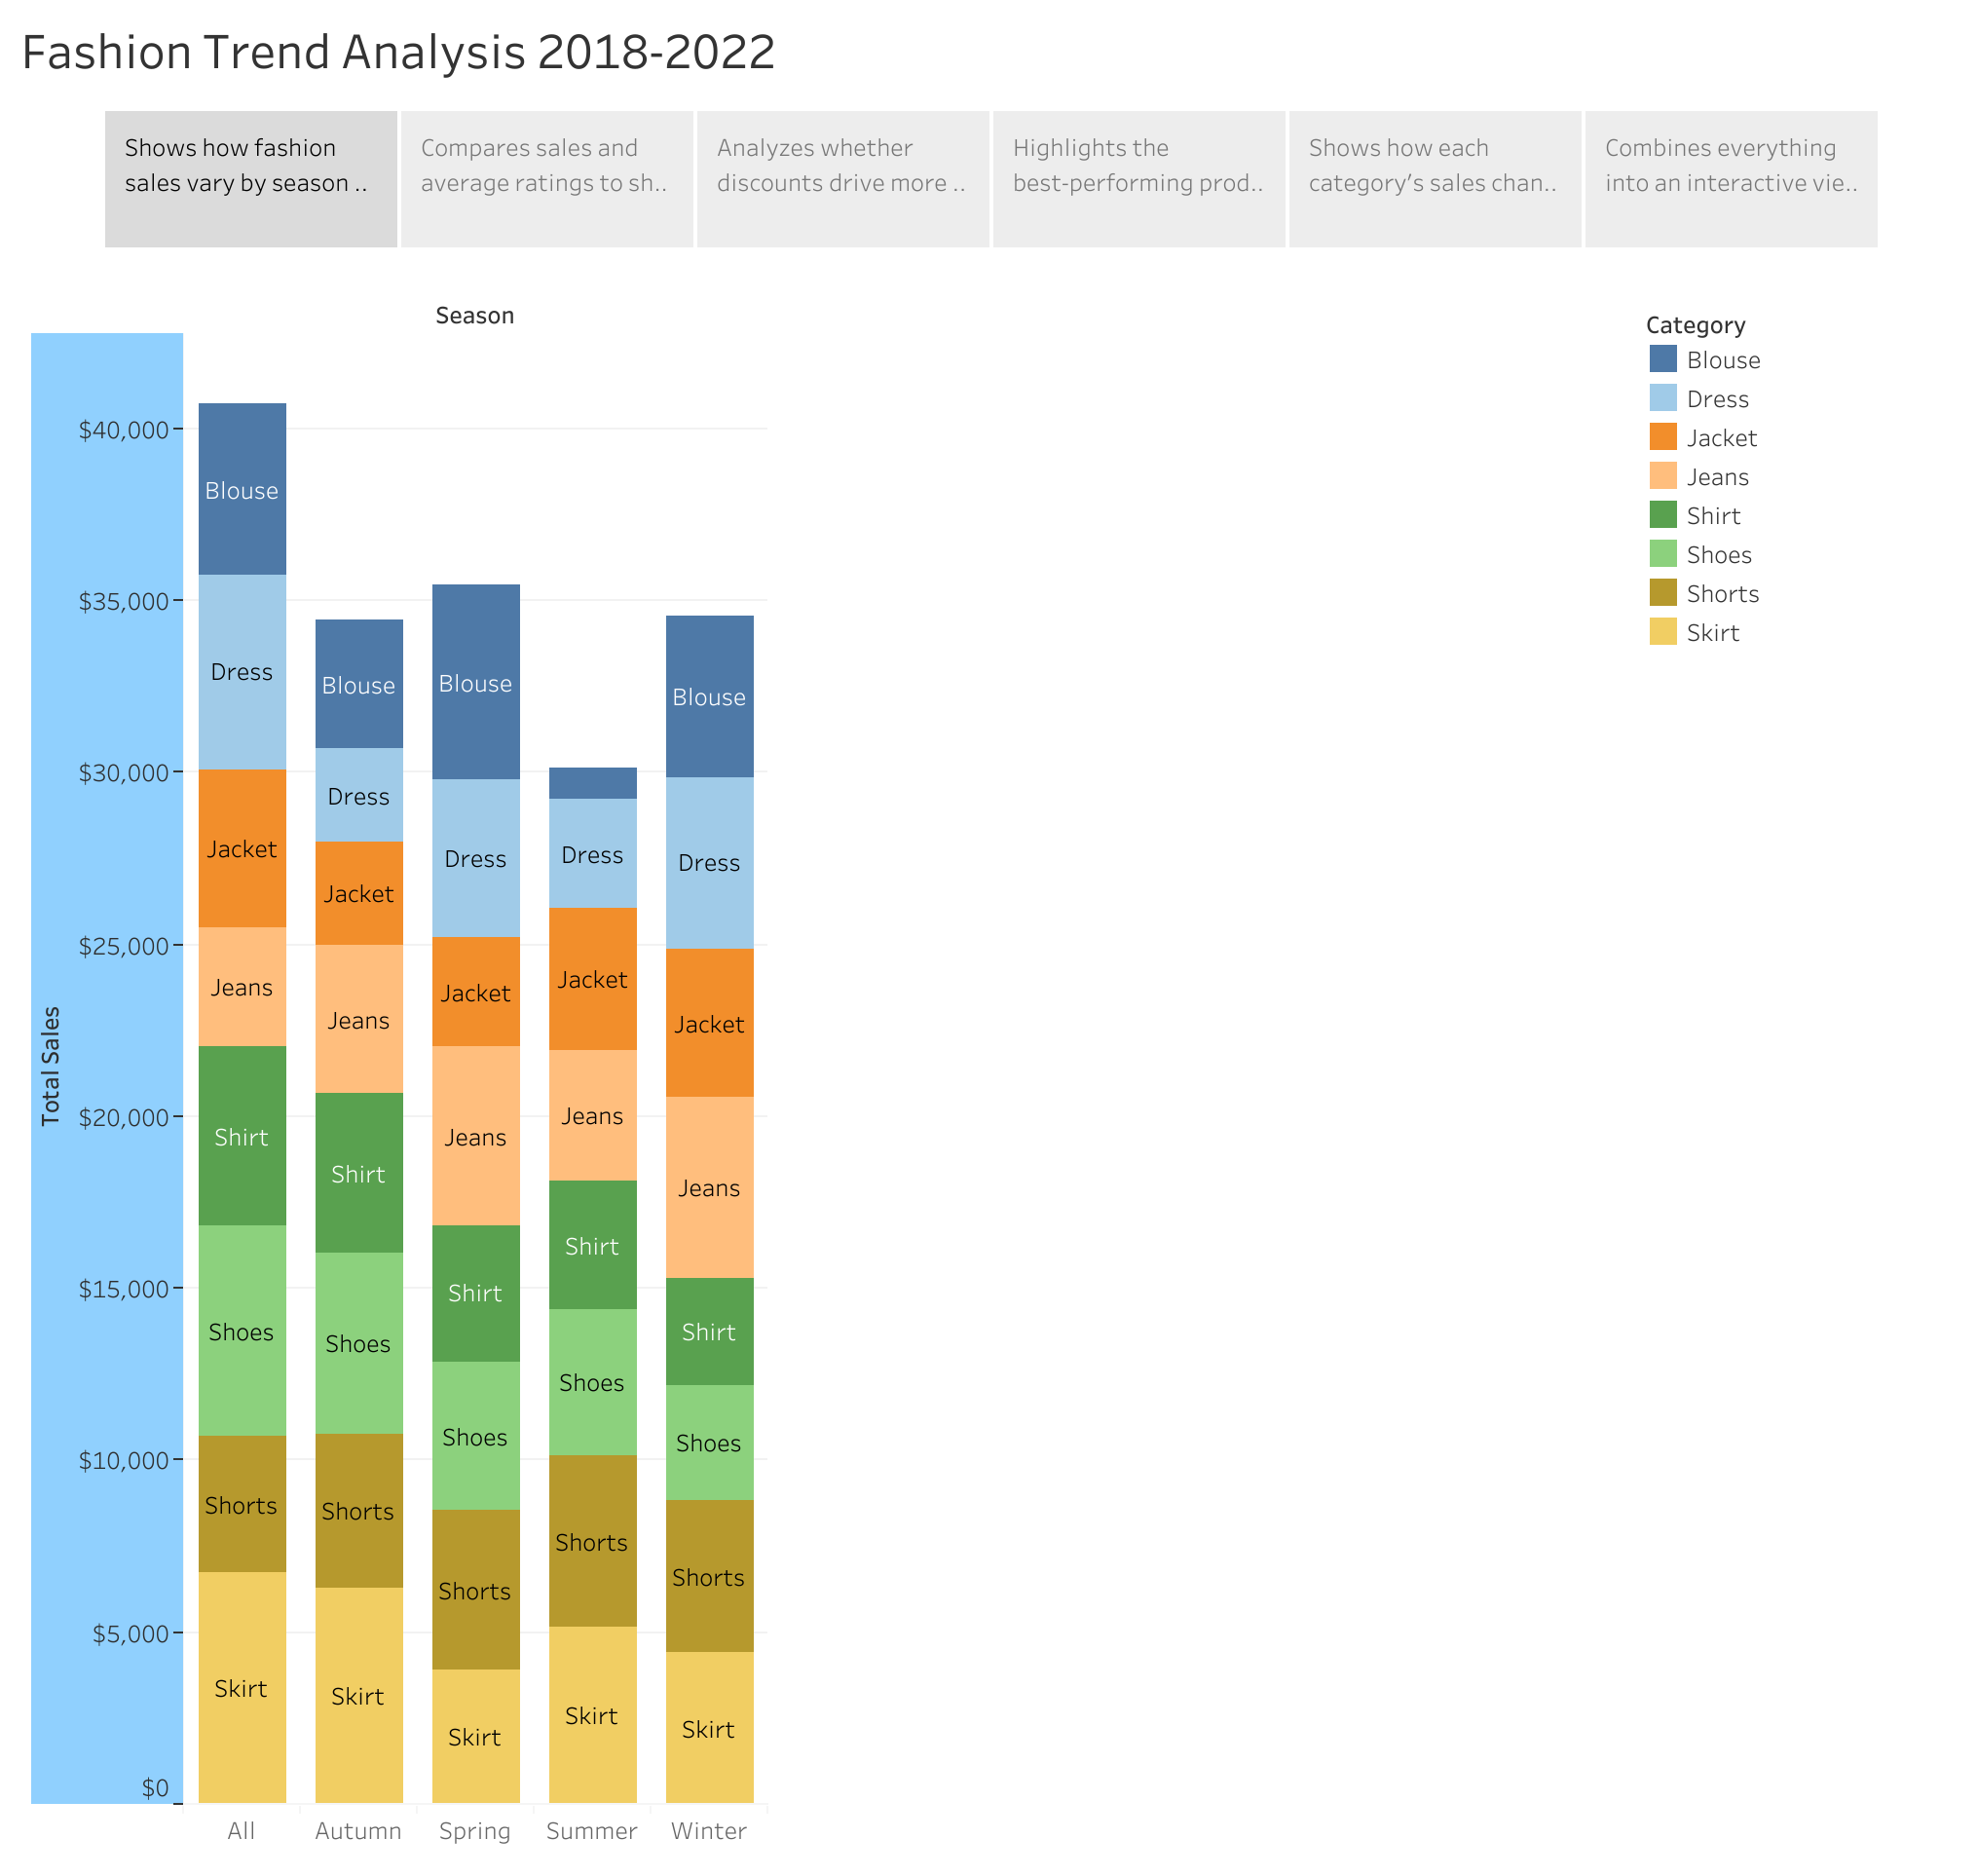 Fashion Trend Analysis 2018-2022
Shows how fashion
sales vary by season ..
Compares sales and
average ratings to sh..
Analyzes whether
discounts drive more ..
Highlights the
best-performing prod..
Shows how each
category's sales chan..
Combines everything
into an interactive vie..
Season
Total Sales
$40,000
$35,000
$30,000
$25,000
$20,000
$15,000
$10,000
$5,000
$0
Blouse
Dress
Jacket
Jeans
Shirt
Shoes
Shorts
Skirt
Blouse
Dress
Jacket
Jeans
Shirt
Shoes
Shorts
Skirt
Blouse
Dress
Jacket
Jeans
Shirt
Shoes
Shorts
Skirt
Dress
Jacket
Jeans
Shirt
Shoes
Shorts
Skirt
Blouse
Dress
Jacket
Jeans
Shirt
Shoes
Shorts
Skirt
All
Autumn
Spring
Summer
Winter
Category
Blouse
Dress
Jacket
Jeans
Shirt
Shoes
Shorts
Skirt